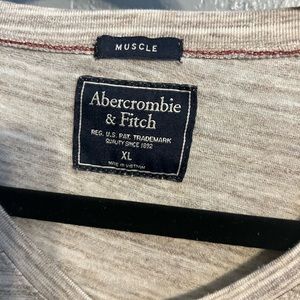 MUSCLE
Abercrombie
& Fitch
REG. U.S. PAT. TRADEMARK
QUALITY SINCE 1892
XL
MADE IN VIETNAM